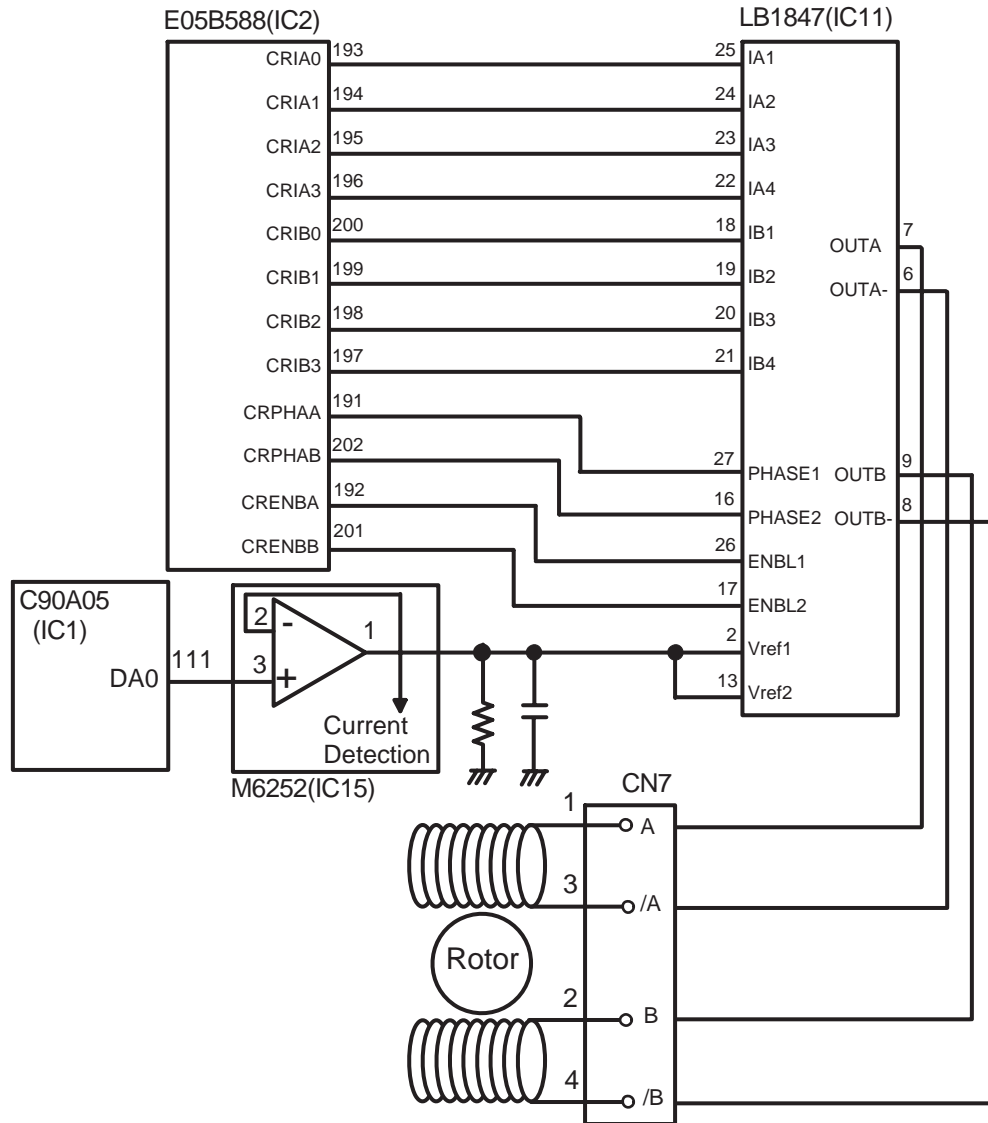 E05B588(IC2)
LB1847(IC11)
CRIA0 193 25 IA1
CRIA1 194 24 IA2
CRIA2 195 23 IA3
CRIA3 196 22 IA4
CRIB0 200 18 IB1
CRIB1 199 19 IB2
CRIB2 198 20 IB3
CRIB3 197 21 IB4
OUTA 7
OUTA- 6
CRPHAA 191
CRPHAB 202
CRENBA 192
CRENBB 201
27 PHASE1 OUTB 9
16 PHASE2 OUTB- 8
26 ENBL1
17 ENBL2
2 Vref1
13 Vref2
C90A05
(IC1)
DA0 111
2 -
3 +
1
Current
Detection
M6252(IC15)
CN7
1 A
3 /A
Rotor
2 B
4 /B